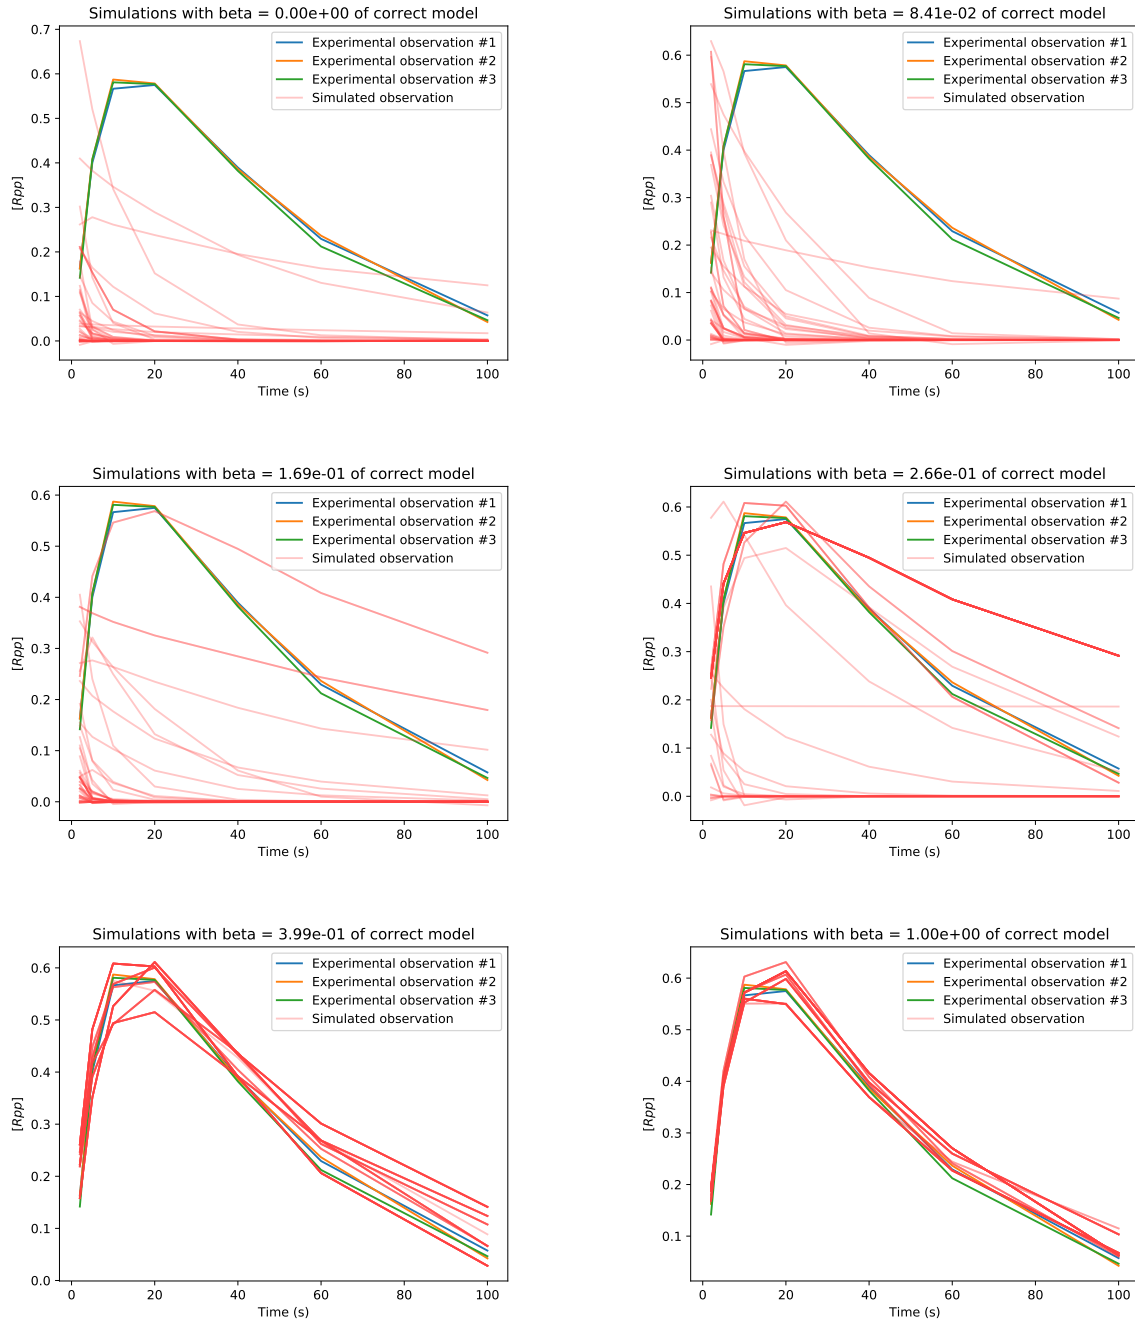 Simulations with beta = 0.00e+00 of correct model
0.7
0.6
0.5
0.4
0.3
0.2
0.1
0.0
[Rpp]
Experimental observation #1
Experimental observation #2
Experimental observation #3
Simulated observation
0 20 40 60 80 100
Time (s)
Simulations with beta = 8.41e-02 of correct model
0.6
0.5
0.4
0.3
0.2
0.1
0.0
[Rpp]
Experimental observation #1
Experimental observation #2
Experimental observation #3
Simulated observation
0 20 40 60 80 100
Time (s)
Simulations with beta = 1.69e-01 of correct model
0.6
0.5
0.4
0.3
0.2
0.1
0.0
[Rpp]
Experimental observation #1
Experimental observation #2
Experimental observation #3
Simulated observation
0 20 40 60 80 100
Time (s)
Simulations with beta = 2.66e-01 of correct model
0.6
0.5
0.4
0.3
0.2
0.1
0.0
[Rpp]
Experimental observation #1
Experimental observation #2
Experimental observation #3
Simulated observation
0 20 40 60 80 100
Time (s)
Simulations with beta = 3.99e-01 of correct model
0.6
0.5
0.4
0.3
0.2
0.1
0.0
[Rpp]
Experimental observation #1
Experimental observation #2
Experimental observation #3
Simulated observation
0 20 40 60 80 100
Time (s)
Simulations with beta = 1.00e+00 of correct model
0.6
0.5
0.4
0.3
0.2
0.1
[Rpp]
Experimental observation #1
Experimental observation #2
Experimental observation #3
Simulated observation
0 20 40 60 80 100
Time (s)